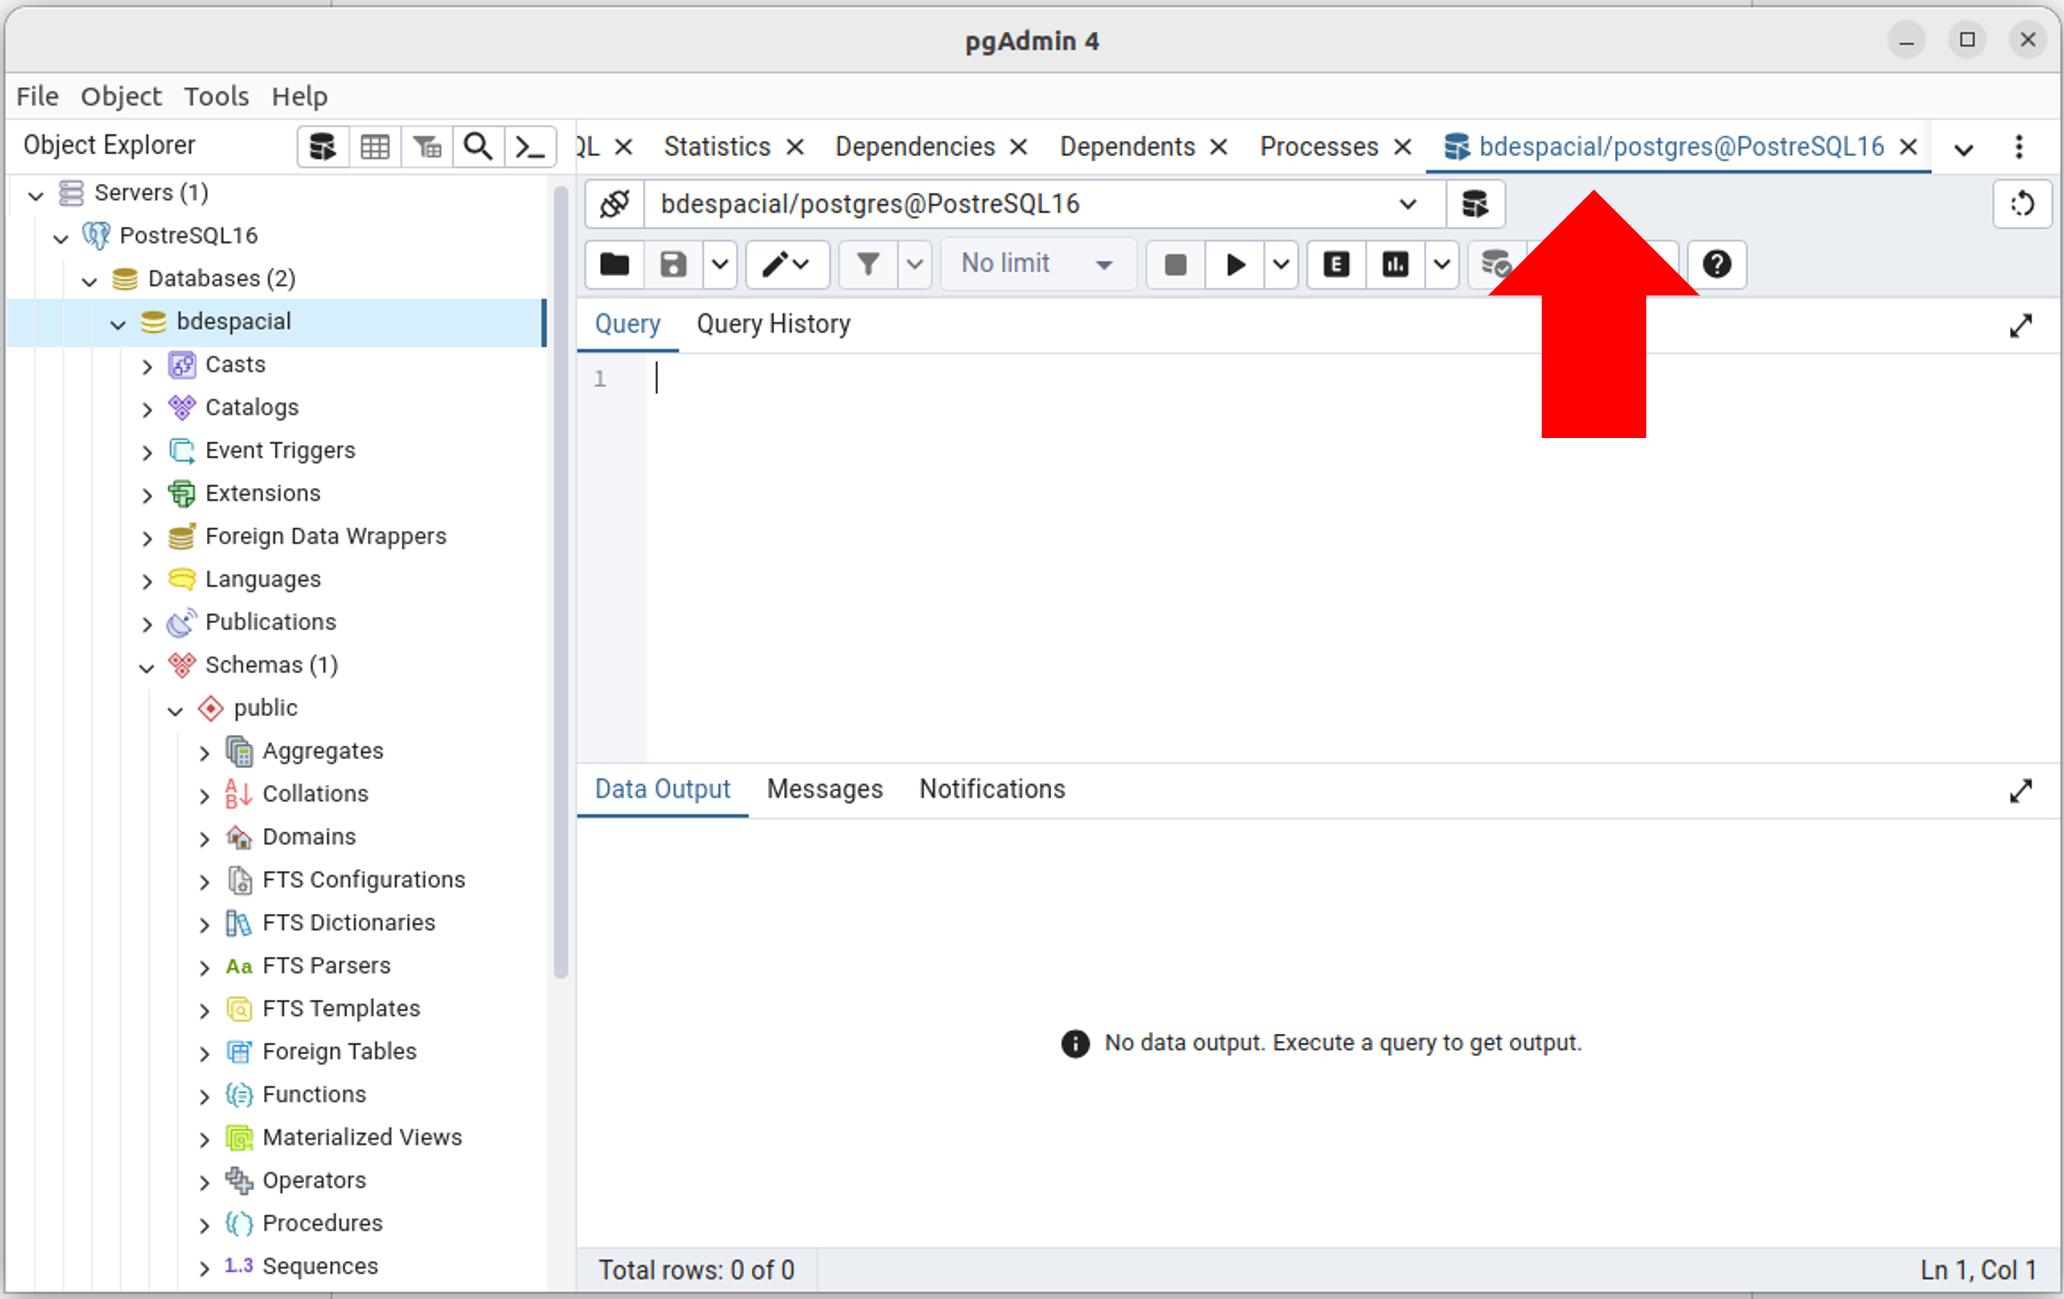 pgAdmin 4
File Object Tools Help
Object Explorer
QL Statistics Dependencies Dependents Processes bdespacial/postgres@PostreSQL16
Servers (1)
PostreSQL16
Databases (2)
bdespacial
Casts
Catalogs
Event Triggers
Extensions
Foreign Data Wrappers
Languages
Publications
Schemas (1)
public
Aggregates
Collations
Domains
FTS Configurations
FTS Dictionaries
Aa FTS Parsers
FTS Templates
Foreign Tables
Functions
Materialized Views
Operators
Procedures
1..3 Sequences
bdespacial/postgres@PostreSQL16
No limit
E
Query Query History
1
Data Output Messages Notifications
No data output. Execute a query to get output.
Total rows: 0 of 0
Ln 1, Col 1